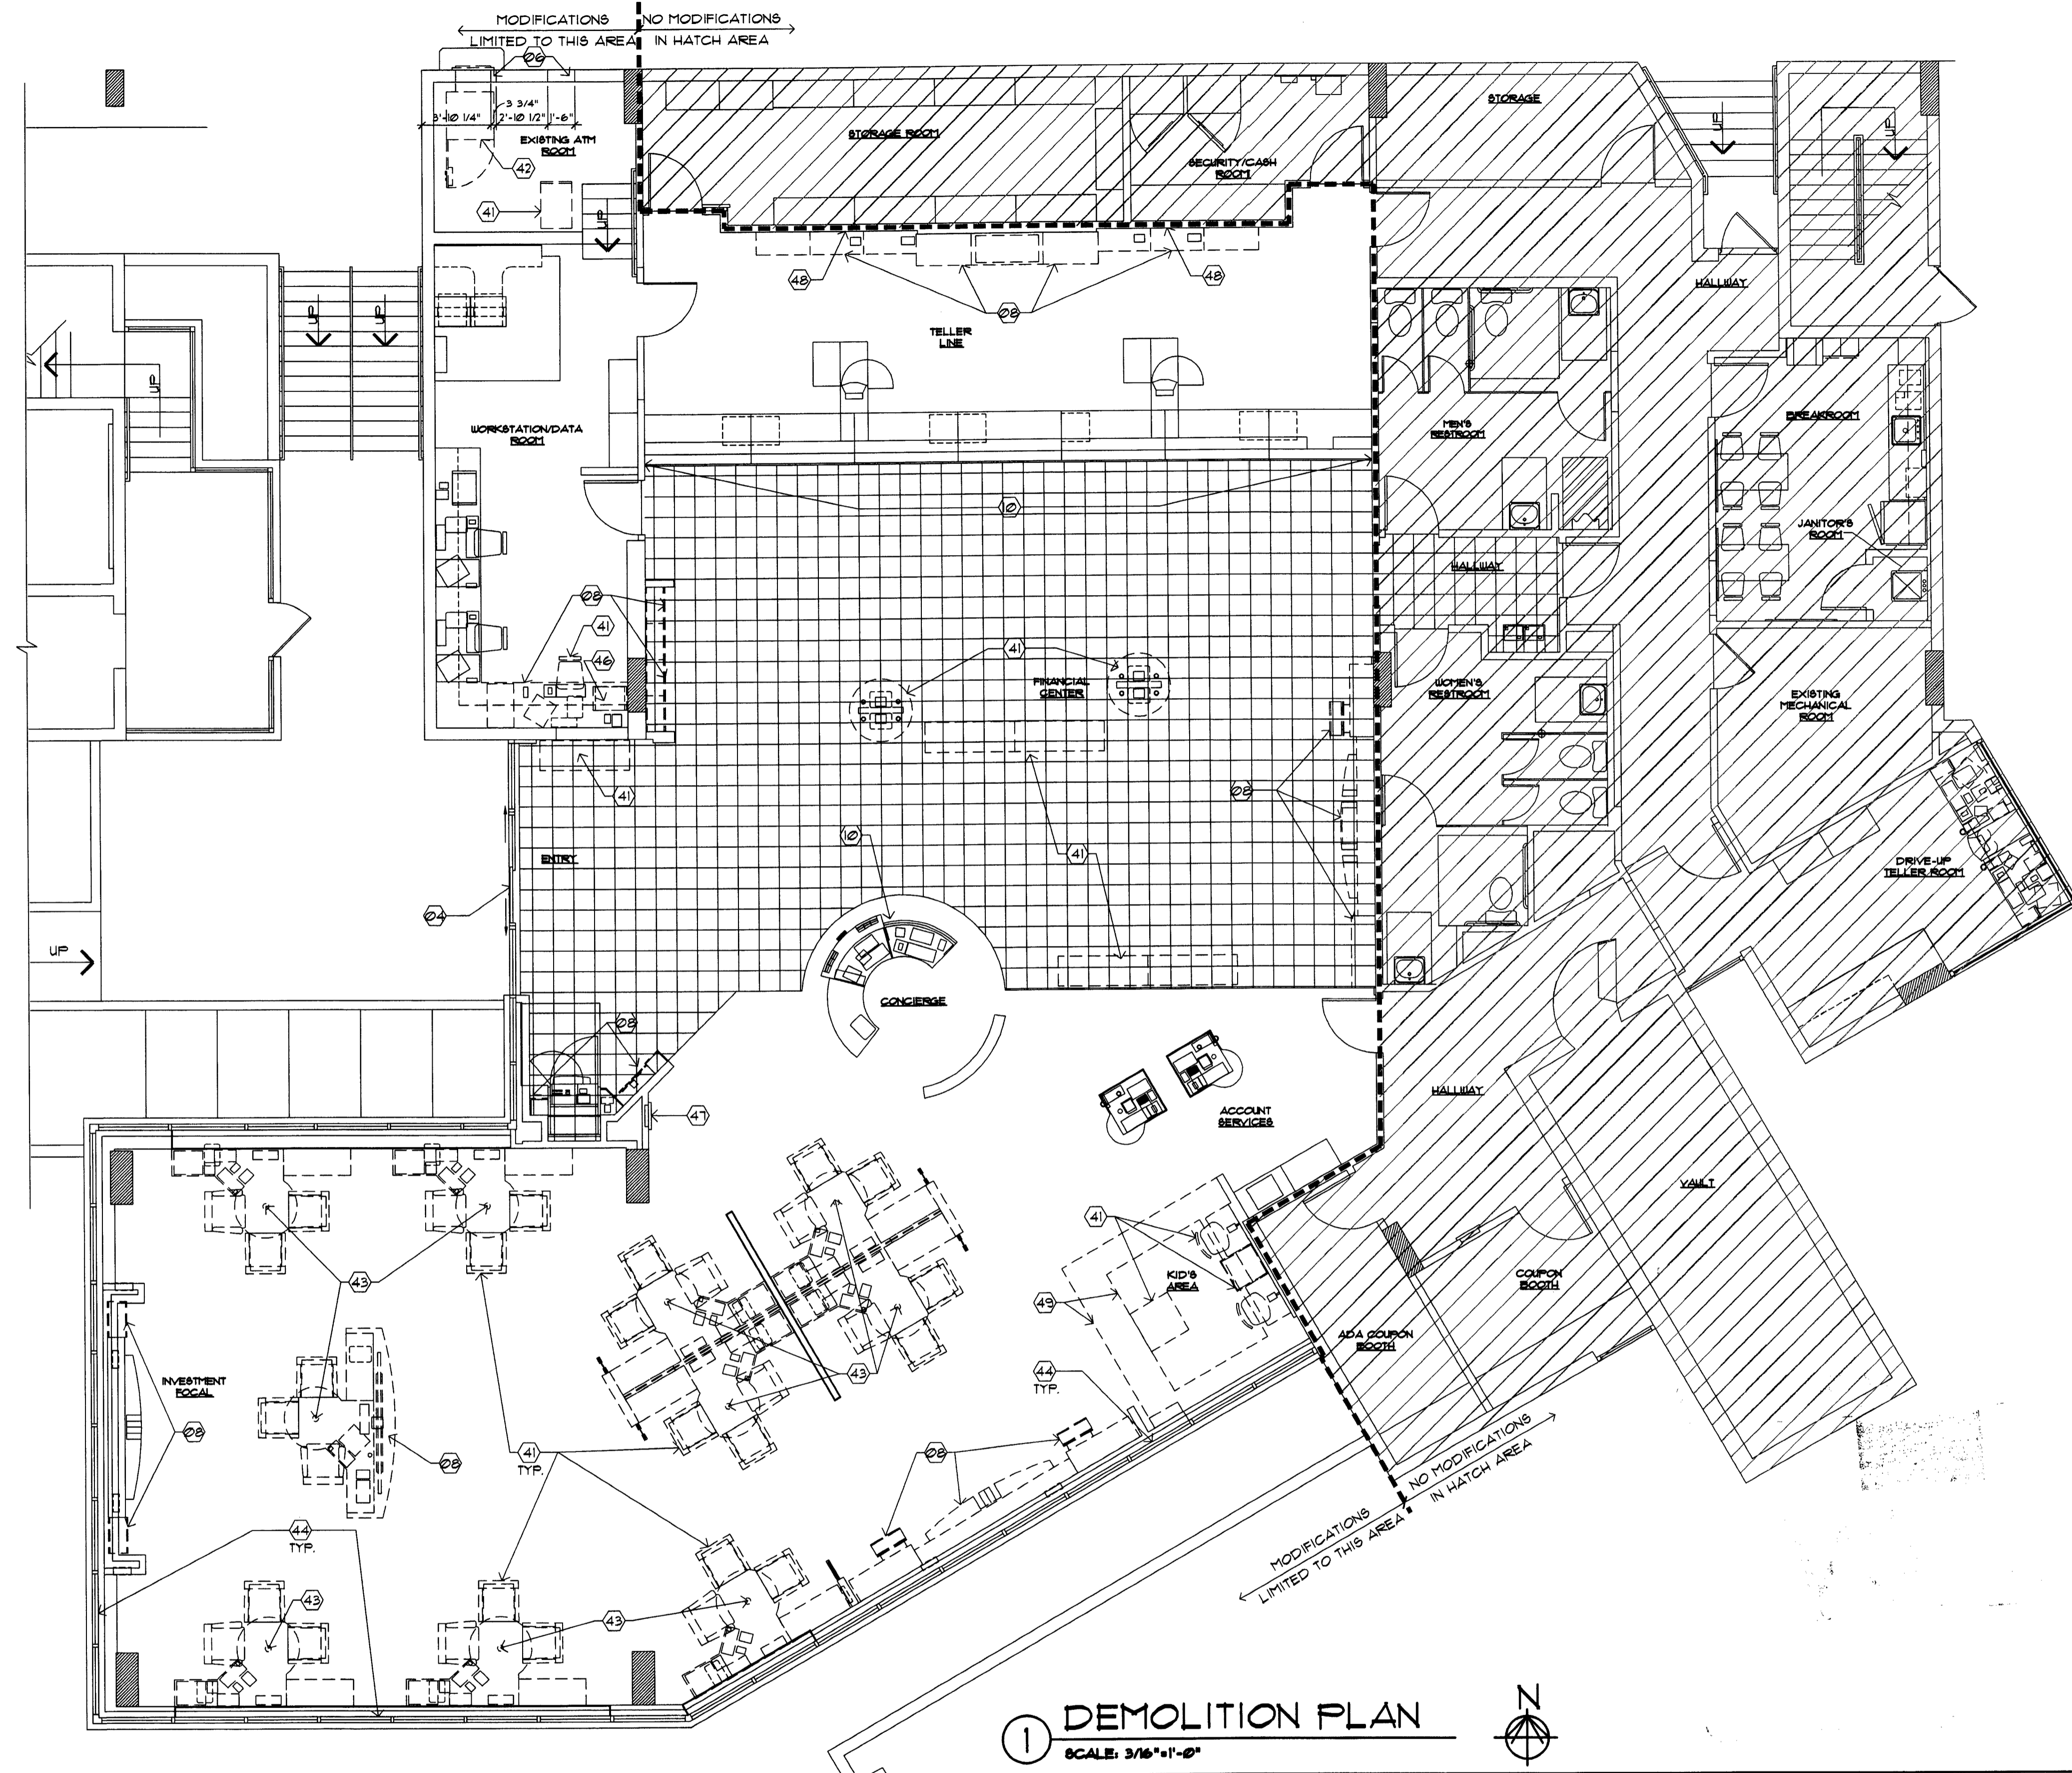 MODIFICATIONS
LIMITED TO THIS AREA
NO MODIFICATIONS
IN HATCH AREA
06
3 3/4"
3'-10 1/4"
2'-10 1/2"
1'-6"
EXISTING ATM
ROOM
42
41
UP
STORAGE ROOM
SECURITY/CASH
ROOM
STORAGE
UP
UP
48
08
48
TELLER
LINE
HALLWAY
UP
UP
UP
WORKSTATION/DATA
ROOM
MEN'S
RESTROOM
BREAKROOM
10
JANITOR'S
ROOM
HALLWAY
08
41
46
41
FINANCIAL
CENTER
WOMEN'S
RESTROOM
EXISTING
MECHANICAL
ROOM
41
08
10
41
ENTRY
04
DRIVE-UP
TELLER ROOM
UP
CONCIERGE
08
47
ACCOUNT
SERVICES
HALLWAY
VAULT
41
43
KID'S
AREA
49
COUPON
BOOTH
ADA COUPON
BOOTH
43
44
TYP.
INVESTMENT
FOCAL
08
08
41
TYP.
08
44
TYP.
NO MODIFICATIONS
IN HATCH AREA
MODIFICATIONS
LIMITED TO THIS AREA
43
43
1
DEMOLITION PLAN
SCALE: 3/16"=1'-0"
N